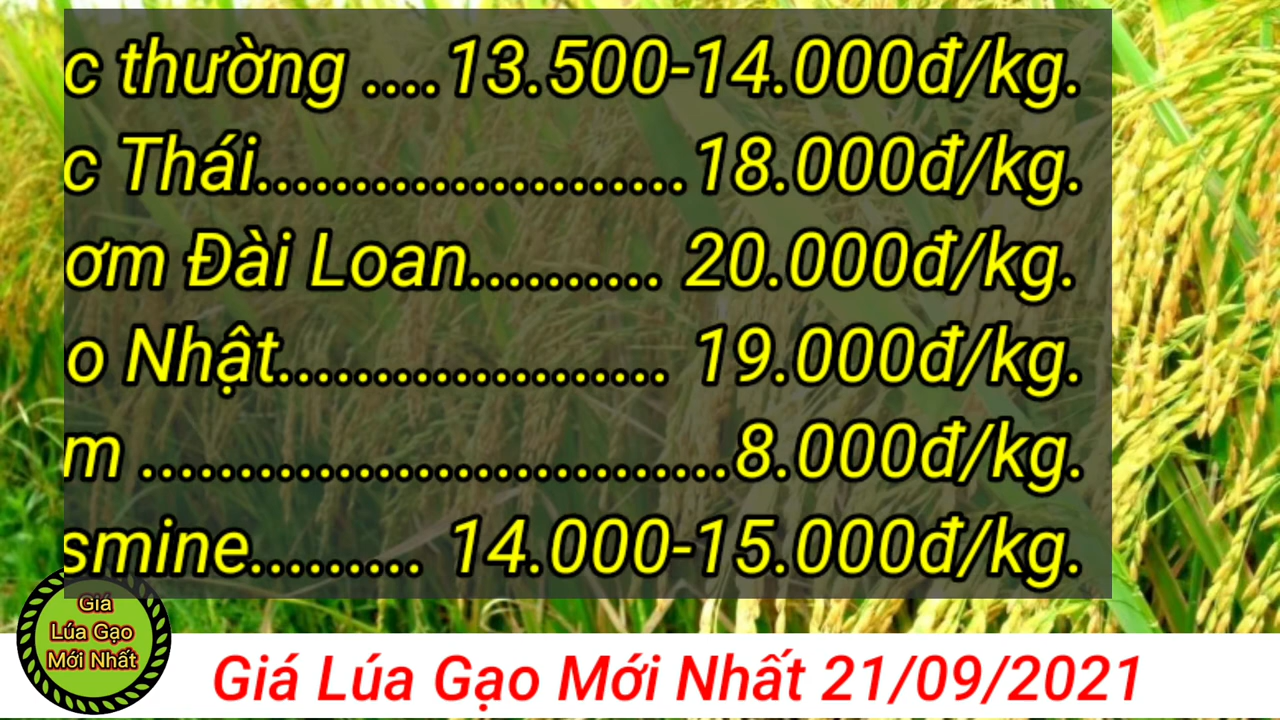 c thường ....13.500-14.000đ/kg.
c Thái......................18.000đ/kg.
ơm Đài Loan.......... 20.000đ/kg.
o Nhật.................... 19.000đ/kg.
m ..............................8.000đ/kg.
smine......... 14.000-15.000đ/kg.
Giá
Lúa Gạo
Mới Nhất
Giá Lúa Gạo Mới Nhất 21/09/2021